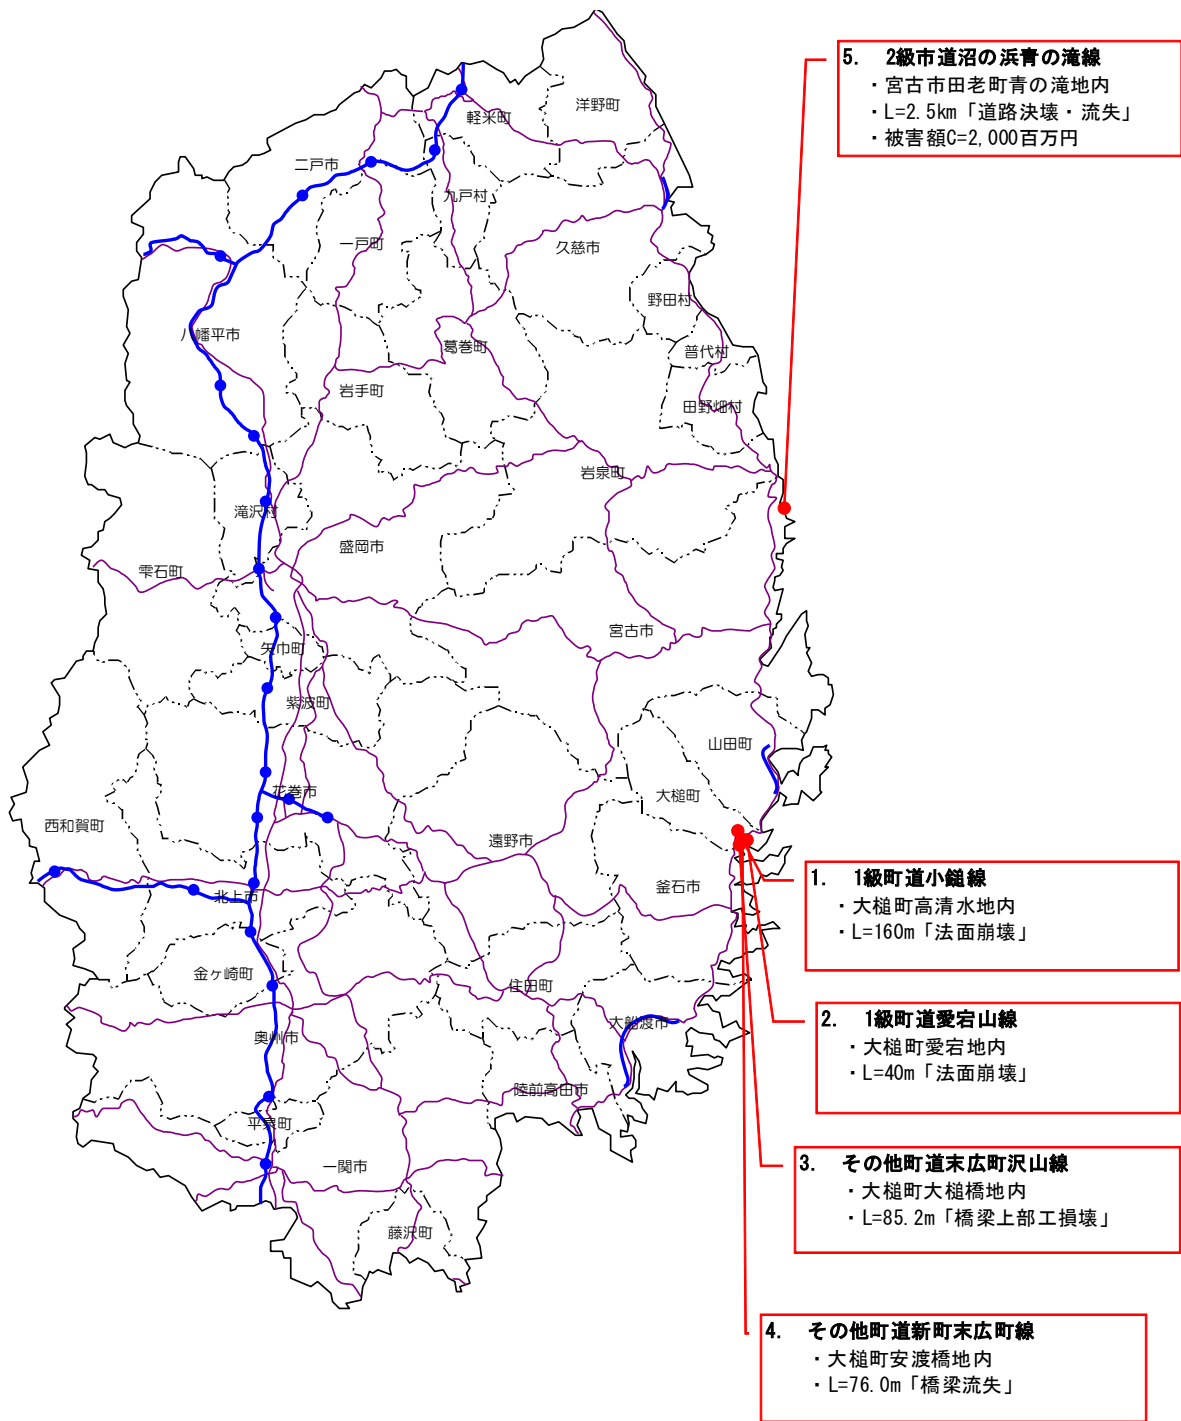 5. 2級市道沼の浜青の滝線
・宮古市田老町青の滝地内
・L=2.5km「道路決壊・流失」
・被害額C=2,000百万円
洋野町
軽米町
二戸市
九戸村
一戸町
久慈市
野田村
八幡平市
葛巻町
普代村
岩手町
田野畑村
岩泉町
滝沢村
盛岡市
雫石町
宮古市
矢巾町
紫波町
山田町
花巻市
大槌町
西和賀町
遠野市
釜石市
北上市
1. 1級町道小鎚線
・大槌町高清水地内
・L=160m「法面崩壊」
金ヶ崎町
住田町
2. 1級町道愛宕山線
・大槌町愛宕地内
・L=40m「法面崩壊」
大船渡市
奥州市
陸前高田市
平泉町
3. その他町道末広町沢山線
・大槌町大槌橋地内
・L=85.2m「橋梁上部工損壊」
一関市
藤沢町
4. その他町道新町末広町線
・大槌町安渡橋地内
・L=76.0m「橋梁流失」